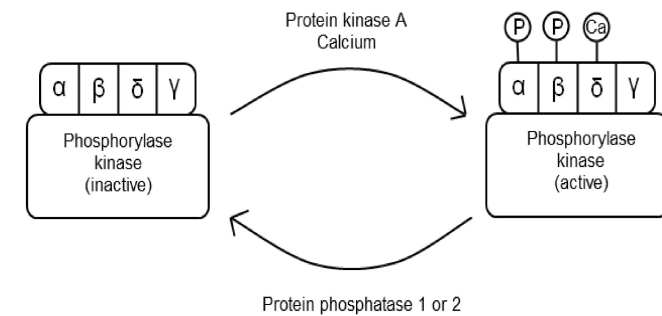 Protein kinase A
Calcium
P P Ca
α β δ γ
α β δ γ
Phosphorylase
kinase
(inactive)
Phosphorylase
kinase
(active)
Protein phosphatase 1 or 2